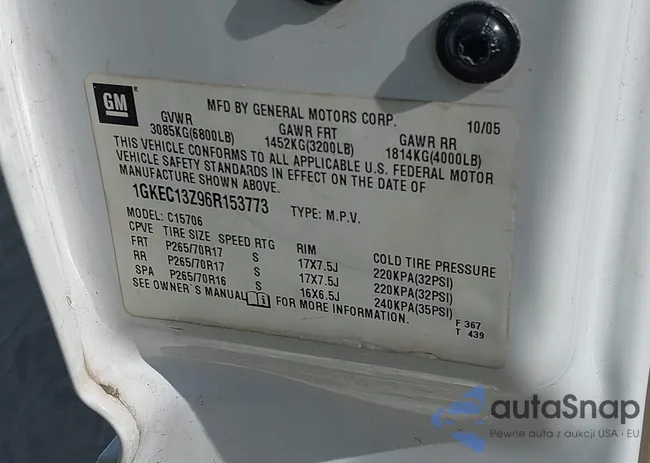 GM
MFD BY GENERAL MOTORS CORP. 10/05
GVWR GAWR FRT GAWR RR
3085KG(6800LB) 1452KG(3200LB) 1814KG(4000LB)
THIS VEHICLE CONFORMS TO ALL APPLICABLE U.S. FEDERAL MOTOR
VEHICLE SAFETY STANDARDS IN EFFECT ON THE DATE OF
MANUFACTURE SHOWN ABOVE.
1GKEC13Z96R153773 TYPE: M.P.V.
MODEL: C15706
CPVE TIRE SIZE SPEED RTG RIM COLD TIRE PRESSURE
FRT P265/70R17 S 17X7.5J 220KPA(32PSI)
RR P265/70R17 S 17X7.5J 220KPA(32PSI)
SPA P265/70R16 S 16X6.5J 240KPA(35PSI)
SEE OWNER'S MANUAL FOR MORE INFORMATION.
F 367
T 439
autaSnap
Pewne auta z aukcji USA · EU